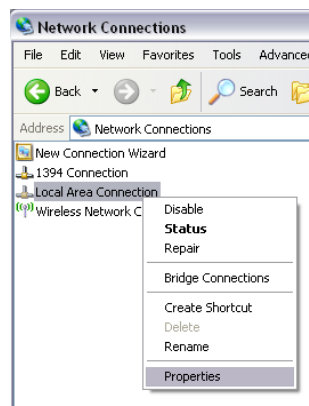 Network Connections
File Edit View Favorites Tools Advanced
Back Search
Address Network Connections
New Connection Wizard
1394 Connection
Local Area Connection
Wireless Network C
Disable
Status
Repair
Bridge Connections
Create Shortcut
Delete
Rename
Properties